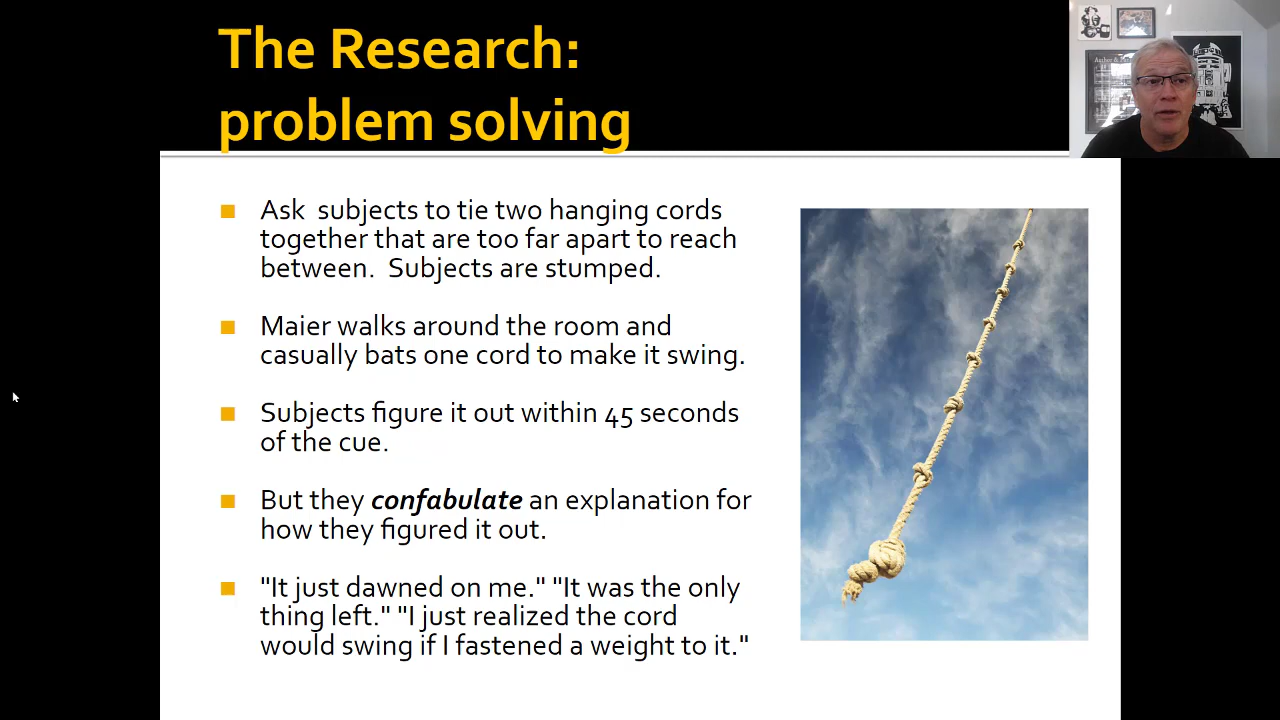 The Research:
problem solving
Ask  subjects to tie two hanging cords
together that are too far apart to reach
between.  Subjects are stumped.
Maier walks around the room and
casually bats one cord to make it swing.
Subjects figure it out within 45 seconds
of the cue.
But they confabulate an explanation for
how they figured it out.
"It just dawned on me." "It was the only
thing left." "I just realized the cord
would swing if I fastened a weight to it."